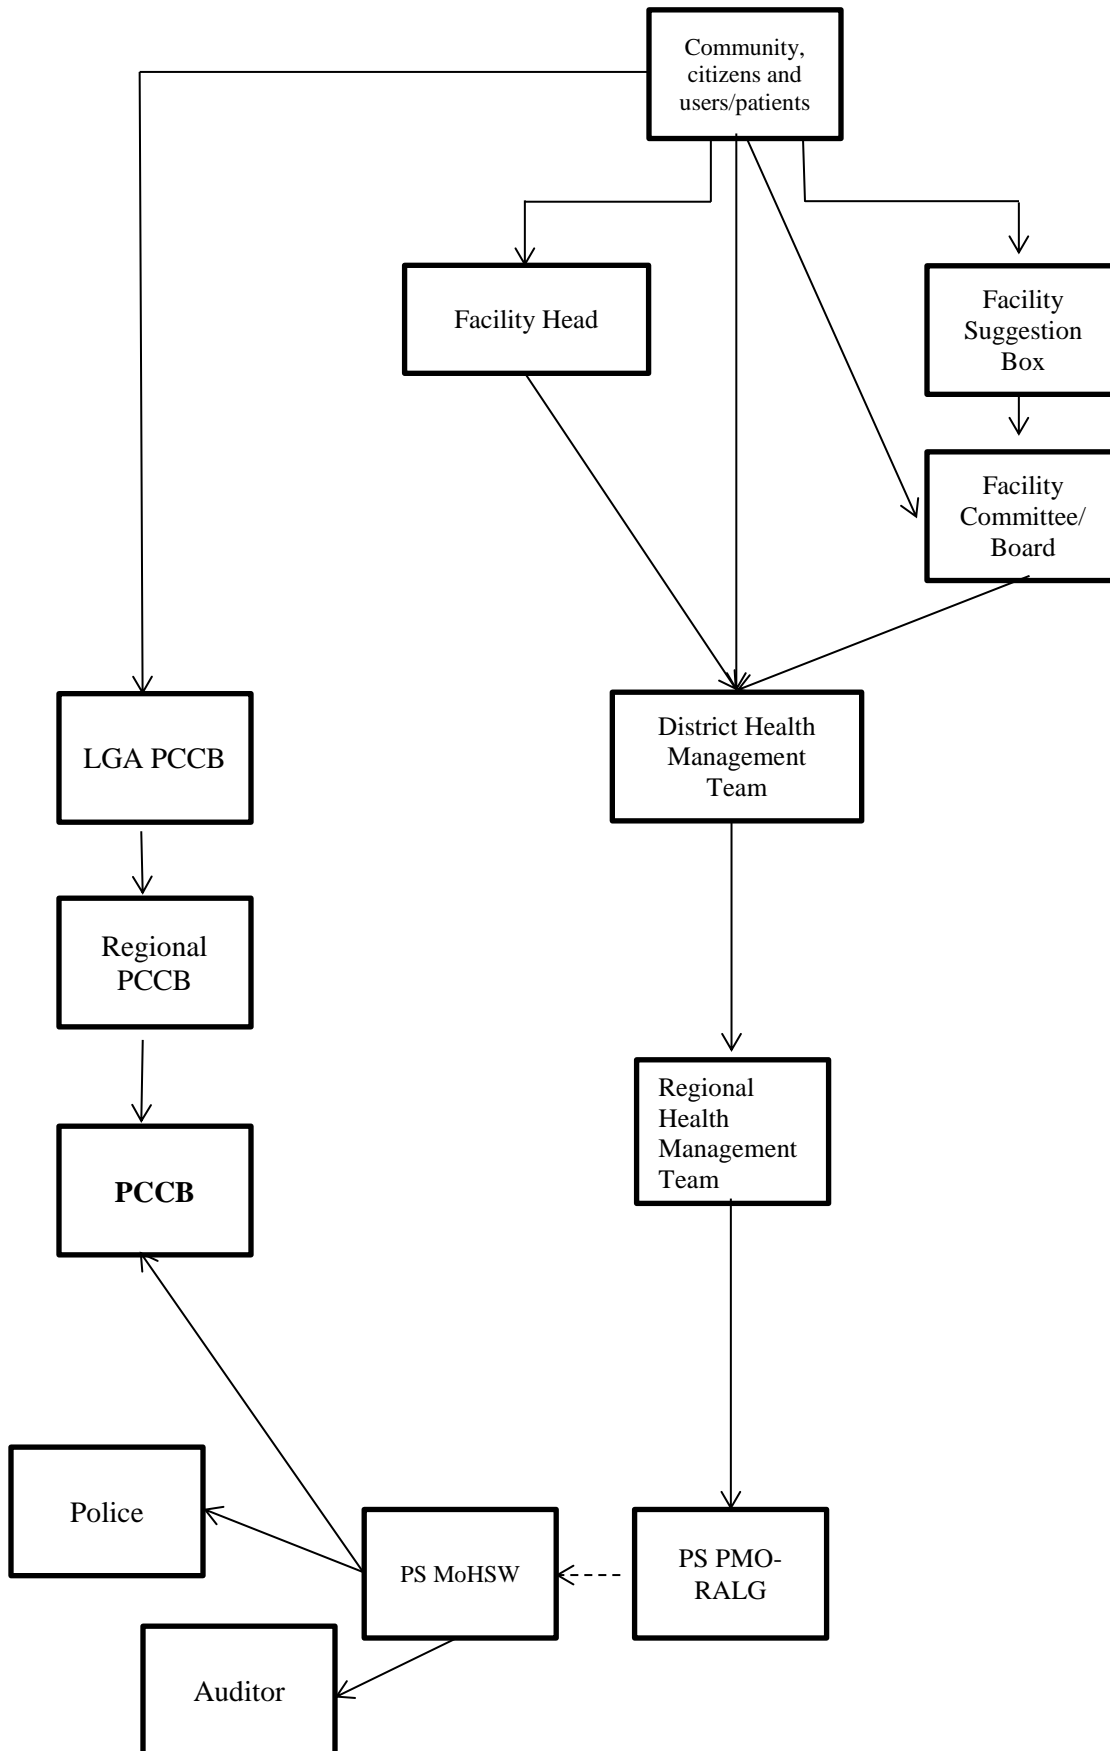 Community,
citizens and
users/patients
Facility Head
Facility
Suggestion
Box
Facility
Committee/
Board
LGA PCCB
District Health
Management
Team
Regional
PCCB
Regional
Health
Management
Team
PCCB
Police
PS MoHSW
PS PMO-
RALG
Auditor